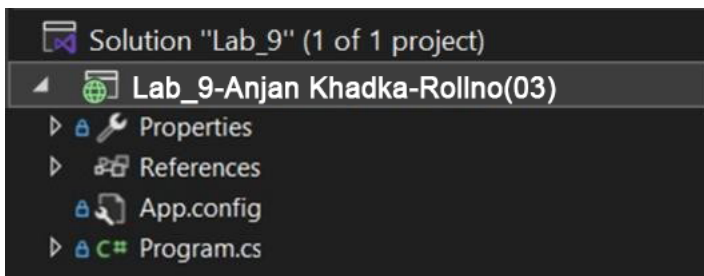 Solution "Lab_9" (1 of 1 project)
Lab_9-Anjan Khadka-Rollno(03)
Properties
References
App.config
C# Program.cs